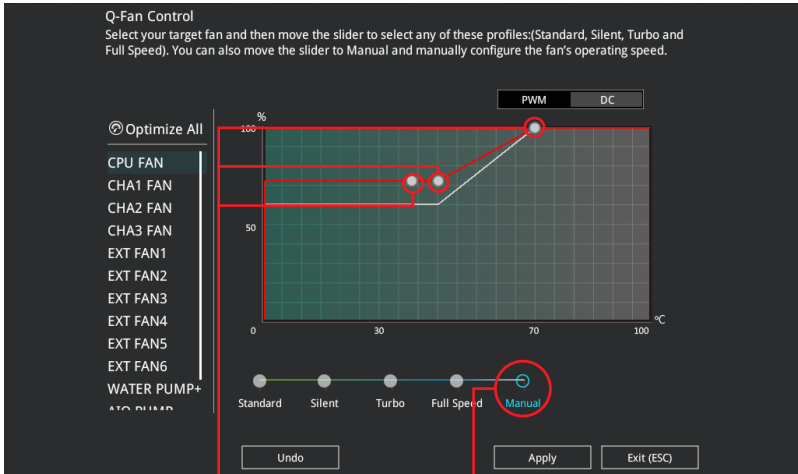 Q-Fan Control
Select your target fan and then move the slider to select any of these profiles:(Standard, Silent, Turbo and
Full Speed). You can also move the slider to Manual and manually configure the fan's operating speed.
PWM DC
Optimize All
CPU FAN
CHA1 FAN
CHA2 FAN
CHA3 FAN
EXT FAN1
EXT FAN2
EXT FAN3
EXT FAN4
EXT FAN5
EXT FAN6
WATER PUMP+
AIO PUMP
%
100
50
0 30 70 100
ºC
Standard Silent Turbo Full Speed Manual
Undo Apply Exit (ESC)